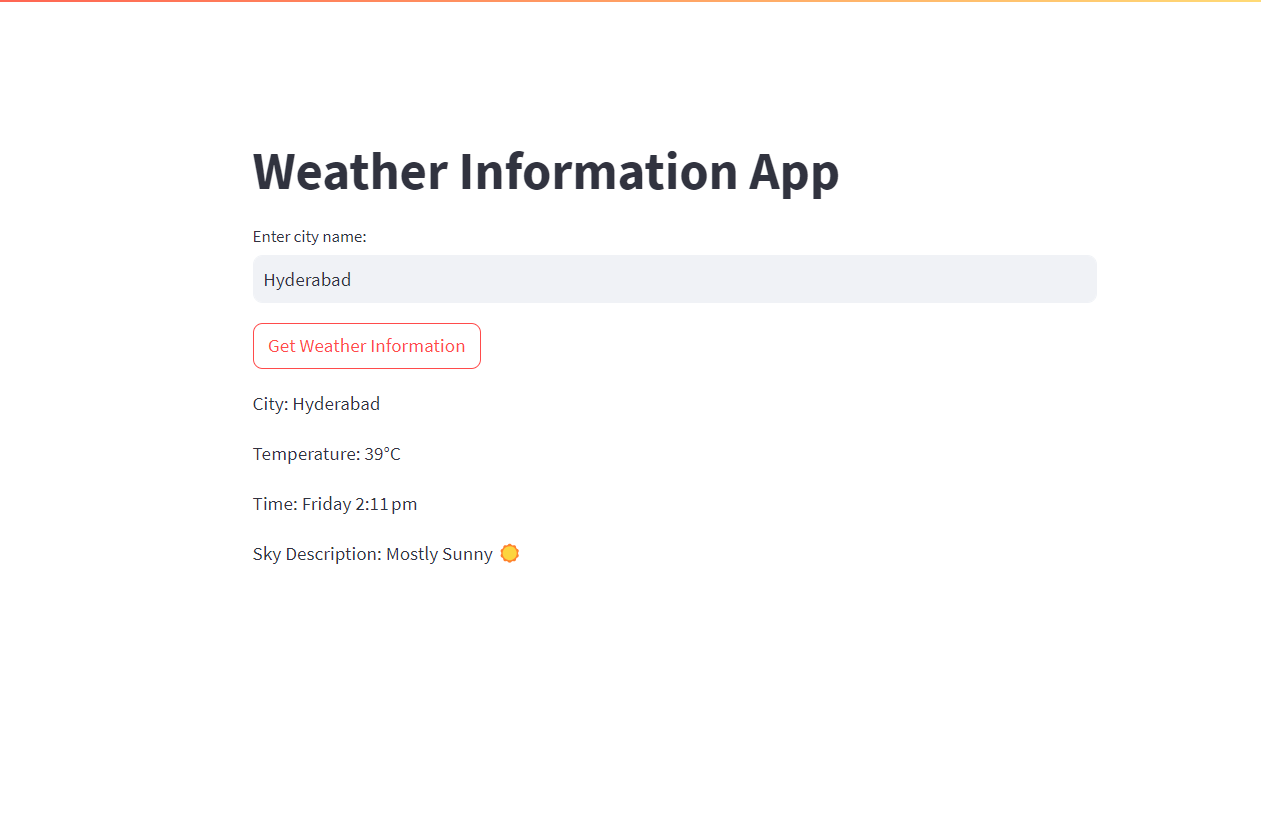 Weather Information App
Enter city name:
Hyderabad
Get Weather Information
City: Hyderabad
Temperature: 39°C
Time: Friday 2:11 pm
Sky Description: Mostly Sunny ☀️